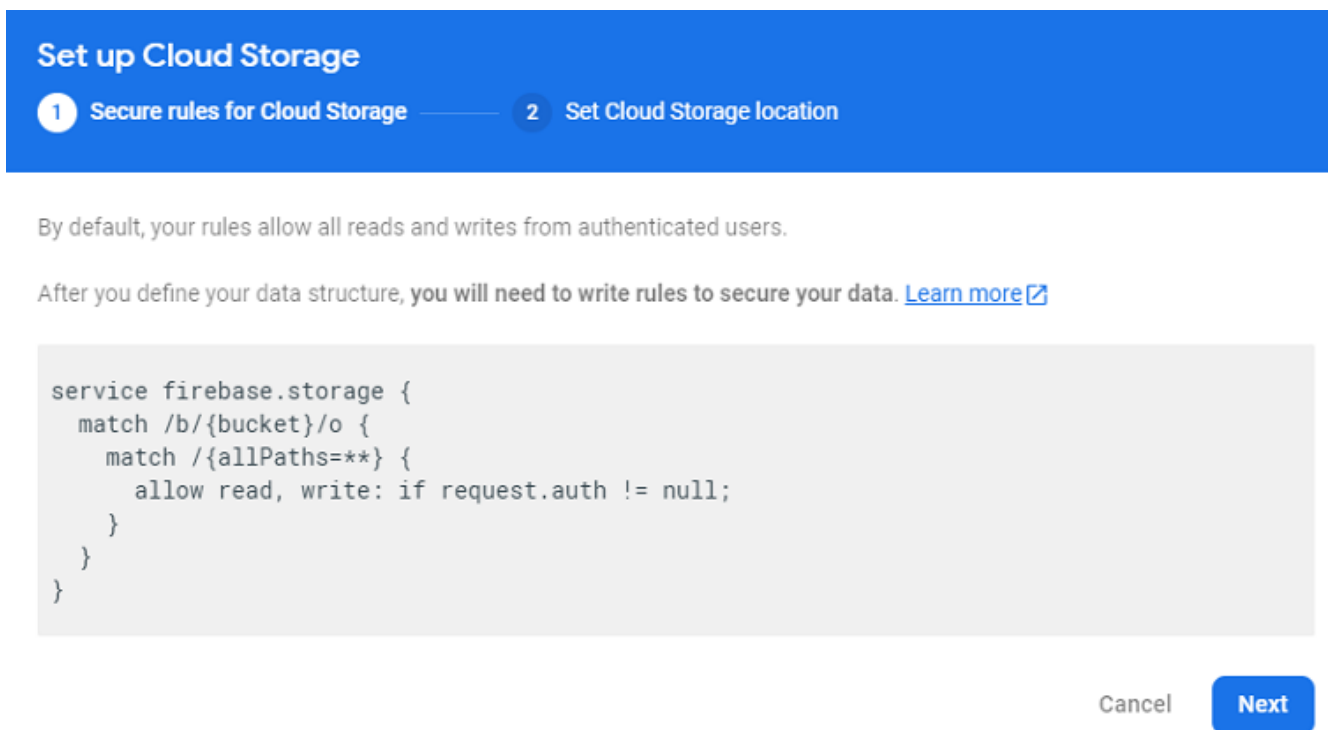 Set up Cloud Storage
1 Secure rules for Cloud Storage 2 Set Cloud Storage location
By default, your rules allow all reads and writes from authenticated users.
After you define your data structure, you will need to write rules to secure your data. Learn more
service firebase.storage {
  match /b/{bucket}/o {
    match /{allPaths=**} {
      allow read, write: if request.auth != null;
    }
  }
}
Cancel Next